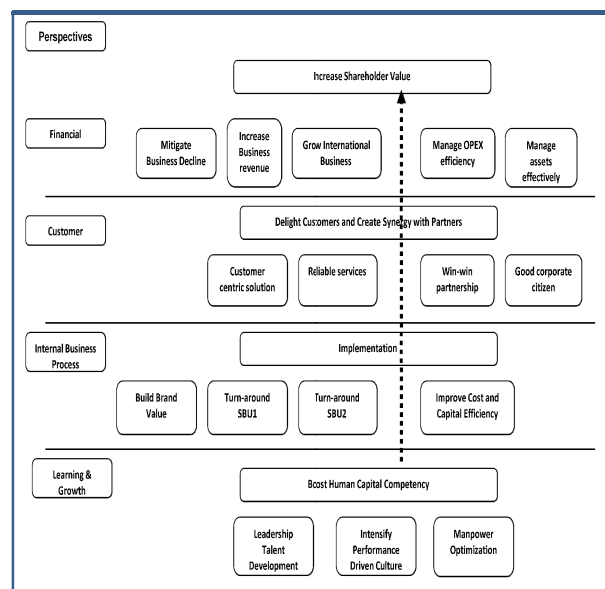 Perspectives
Increase Shareholder Value
Financial
Mitigate
Business Decline
Increase
Business
revenue
Grow International
Business
Manage OPEX
efficiency
Manage
assets
effectively
Customer
Delight Customers and Create Synergy with Partners
Customer
centric solution
Reliable services
Win-win
partnership
Good corporate
citizen
Internal Business
Process
Implementation
Build Brand
Value
Turn-around
SBU1
Turn-around
SBU2
Improve Cost and
Capital Efficiency
Learning &
Growth
Boost Human Capital Competency
Leadership
Talent
Development
Intensify
Performance
Driven Culture
Manpower
Optimization